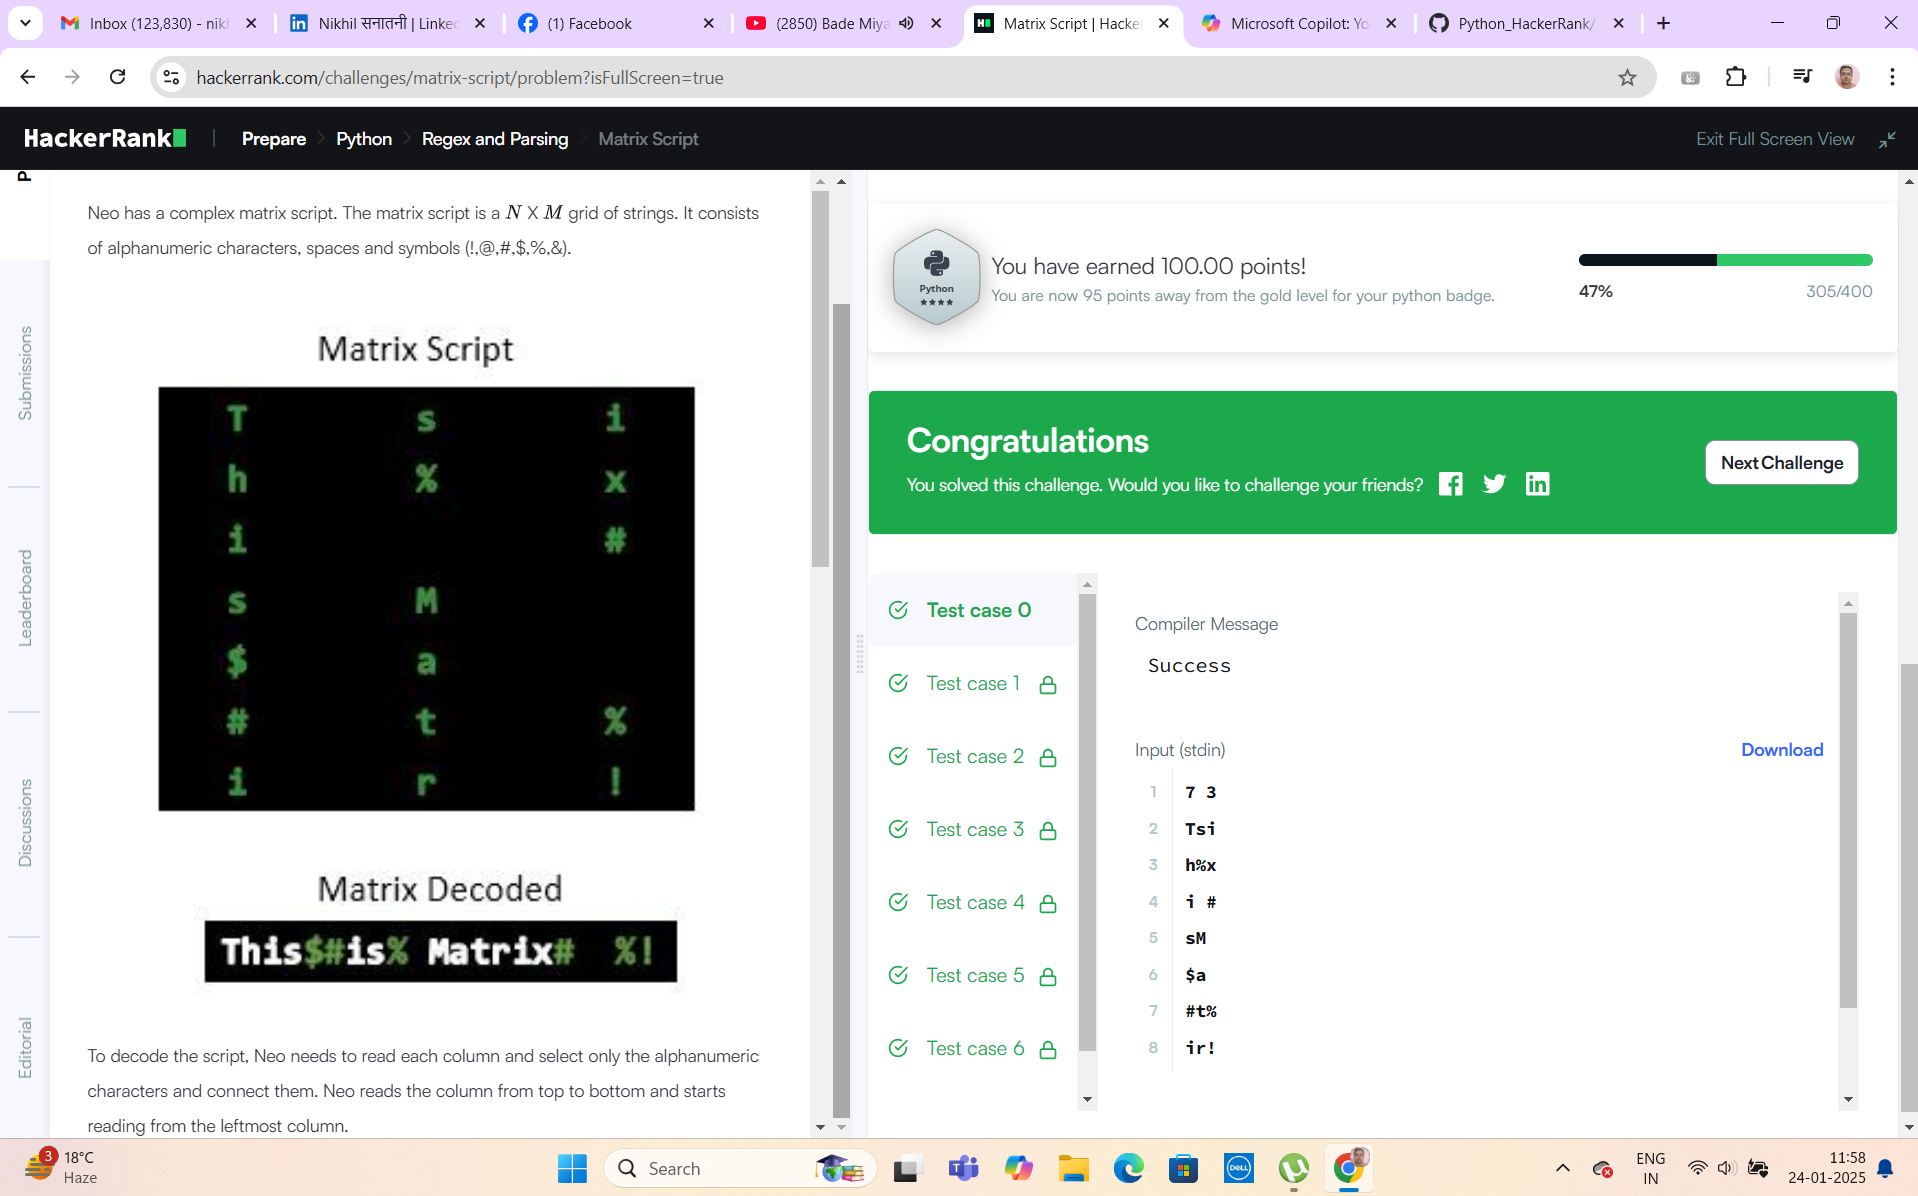 Inbox (123,830) - nikh
Nikhil सनातनी | Linked
(1) Facebook
(2850) Bade Miya
Matrix Script | Hacker
Microsoft Copilot: Yo
Python_HackerRank/
hackerrank.com/challenges/matrix-script/problem?isFullScreen=true
HackerRank
Prepare
Python
Regex and Parsing
Matrix Script
Exit Full Screen View
P
Submissions
Leaderboard
Discussions
Editorial
Neo has a complex matrix script. The matrix script is a N X M grid of strings. It consists
of alphanumeric characters, spaces and symbols (!,@,#,$,%,&).
Matrix Script
T s i
h % x
i #
s M
$ a
# t %
i r !
Matrix Decoded
This$#is% Matrix#  %!
To decode the script, Neo needs to read each column and select only the alphanumeric
characters and connect them. Neo reads the column from top to bottom and starts
reading from the leftmost column.
Python
You have earned 100.00 points!
You are now 95 points away from the gold level for your python badge.
47%
305/400
Congratulations
You solved this challenge. Would you like to challenge your friends?
Next Challenge
Test case 0
Test case 1
Test case 2
Test case 3
Test case 4
Test case 5
Test case 6
Compiler Message
Success
Input (stdin)
Download
1 7 3
2 Tsi
3 h%x
4 i #
5 sM
6 $a
7 #t%
8 ir!
3
18°C
Haze
Search
DELL
ENG
IN
11:58
24-01-2025